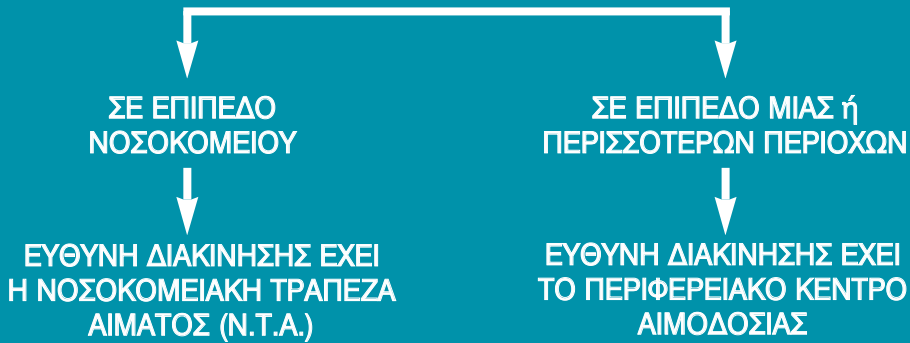 ΣΕ ΕΠΙΠΕΔΟ
ΝΟΣΟΚΟΜΕΙΟΥ
ΕΥΘΥΝΗ ΔΙΑΚΙΝΗΣΗΣ ΕΧΕΙ
Η ΝΟΣΟΚΟΜΕΙΑΚΗ ΤΡΑΠΕΖΑ
ΑΙΜΑΤΟΣ (Ν.Τ.Α.)
ΣΕ ΕΠΙΠΕΔΟ ΜΙΑΣ ή
ΠΕΡΙΣΣΟΤΕΡΩΝ ΠΕΡΙΟΧΩΝ
ΕΥΘΥΝΗ ΔΙΑΚΙΝΗΣΗΣ ΕΧΕΙ
ΤΟ ΠΕΡΙΦΕΡΕΙΑΚΟ ΚΕΝΤΡΟ
ΑΙΜΟΔΟΣΙΑΣ